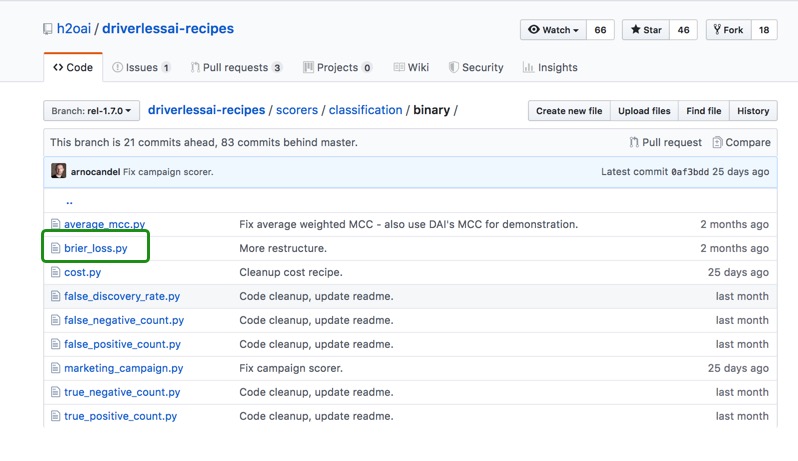 h2oai / driverlessai-recipes Watch 66 Star 46 Fork 18
Code Issues 1 Pull requests 3 Projects 0 Wiki Security Insights
Branch: rel-1.7.0 driverlessai-recipes / scorers / classification / binary / Create new file Upload files Find file History
This branch is 21 commits ahead, 83 commits behind master. Pull request Compare
arnocandel Fix campaign scorer. Latest commit 0af3bdd 25 days ago
..
average_mcc.py Fix average weighted MCC - also use DAI's MCC for demonstration. 2 months ago
brier_loss.py More restructure. 2 months ago
cost.py Cleanup cost recipe. 25 days ago
false_discovery_rate.py Code cleanup, update readme. last month
false_negative_count.py Code cleanup, update readme. last month
false_positive_count.py Code cleanup, update readme. last month
marketing_campaign.py Fix campaign scorer. 25 days ago
true_negative_count.py Code cleanup, update readme. last month
true_positive_count.py Code cleanup, update readme. last month